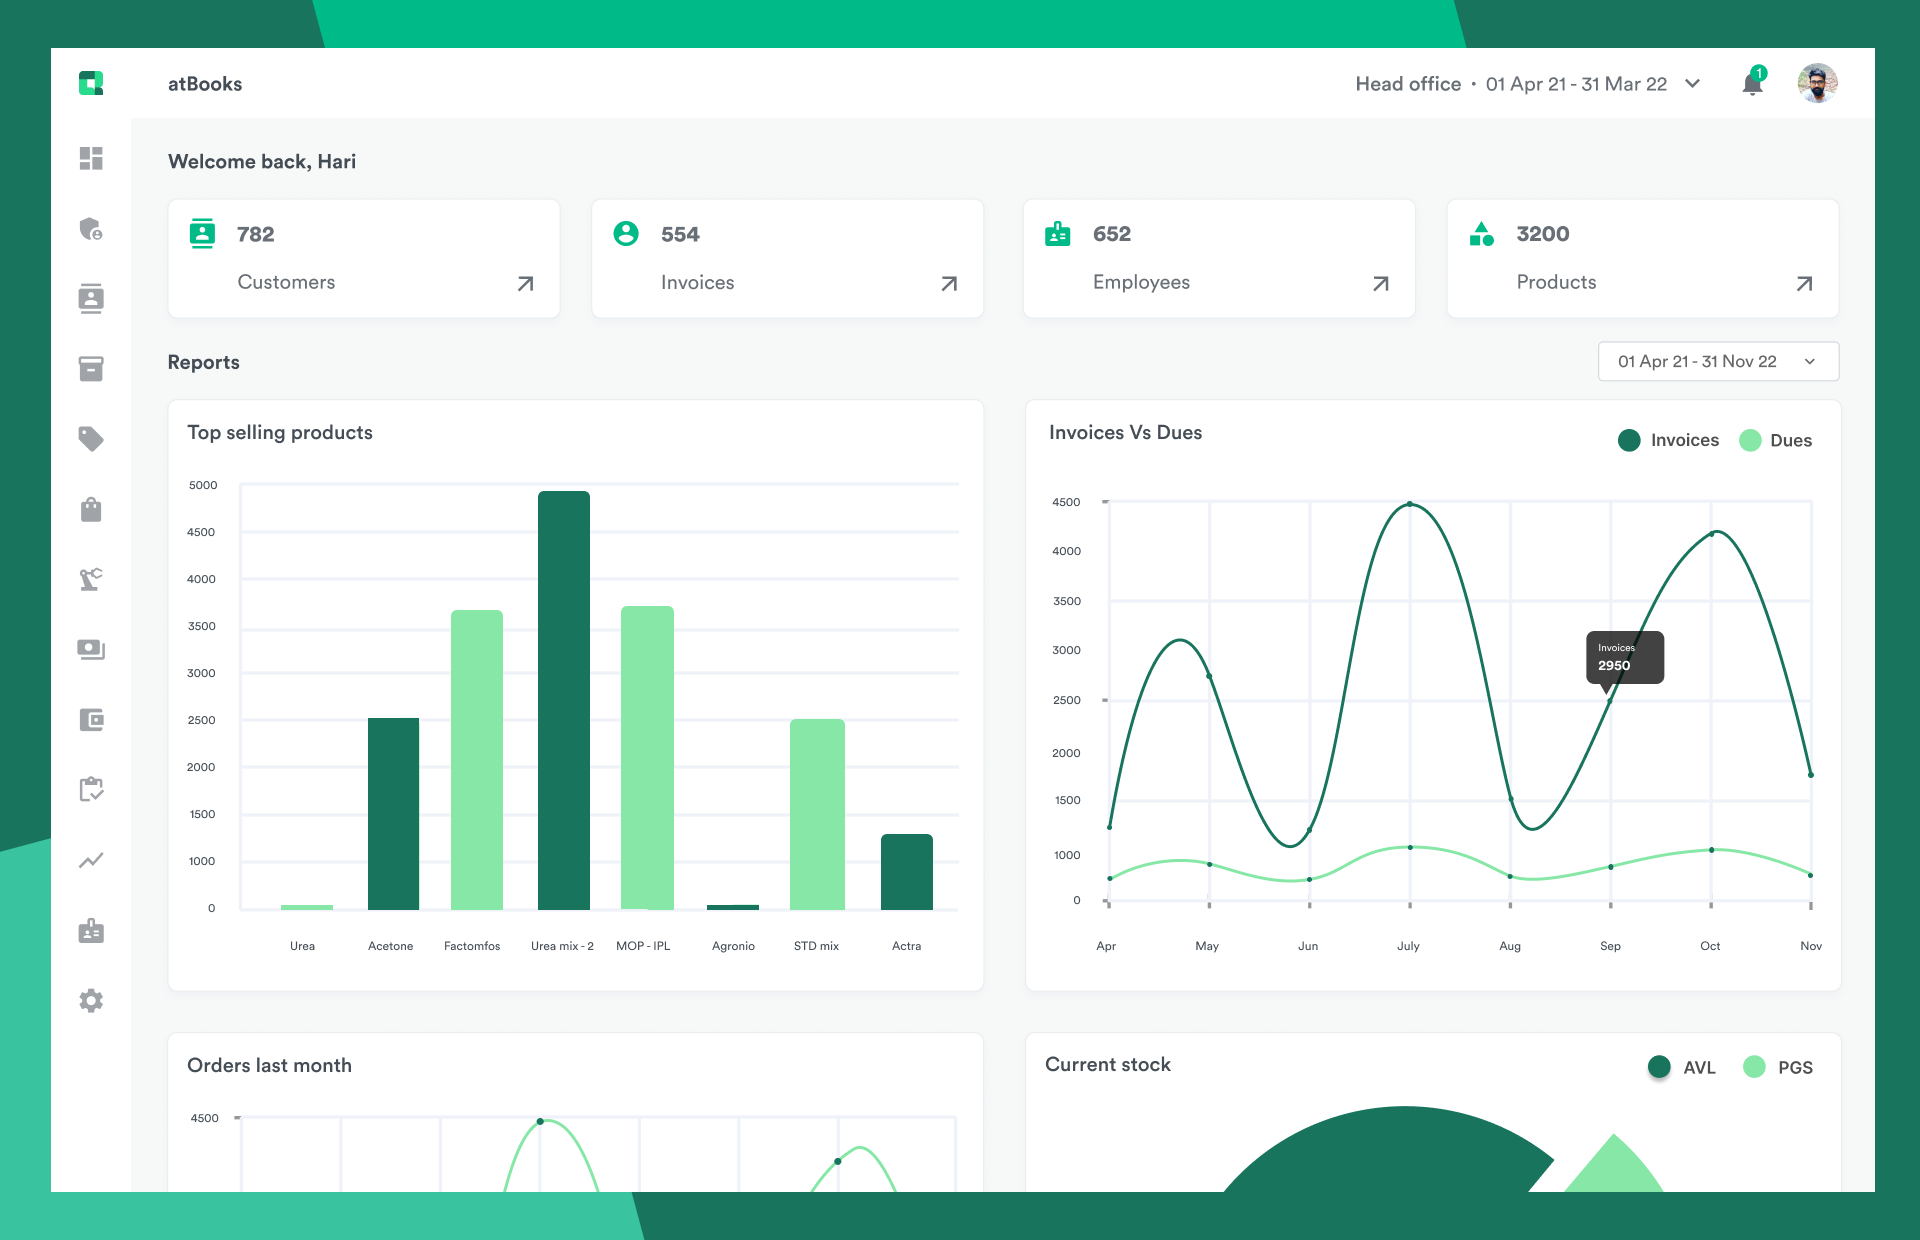 atBooks
Head office • 01 Apr 21 - 31 Mar 22
1
Welcome back, Hari
782
Customers
554
Invoices
652
Employees
3200
Products
Reports
01 Apr 21 - 31 Nov 22
Top selling products
5000
4500
4000
3500
3000
2500
2000
1500
1000
0
Urea Acetone Factomfos Urea mix - 2 MOP - IPL Agronio STD mix Actra
Invoices Vs Dues
Invoices Dues
4500
4000
3500
3000
2500
2000
1500
1000
0
Invoices
2950
Apr May Jun July Aug Sep Oct Nov
Orders last month
4500
Current stock
AVL PGS